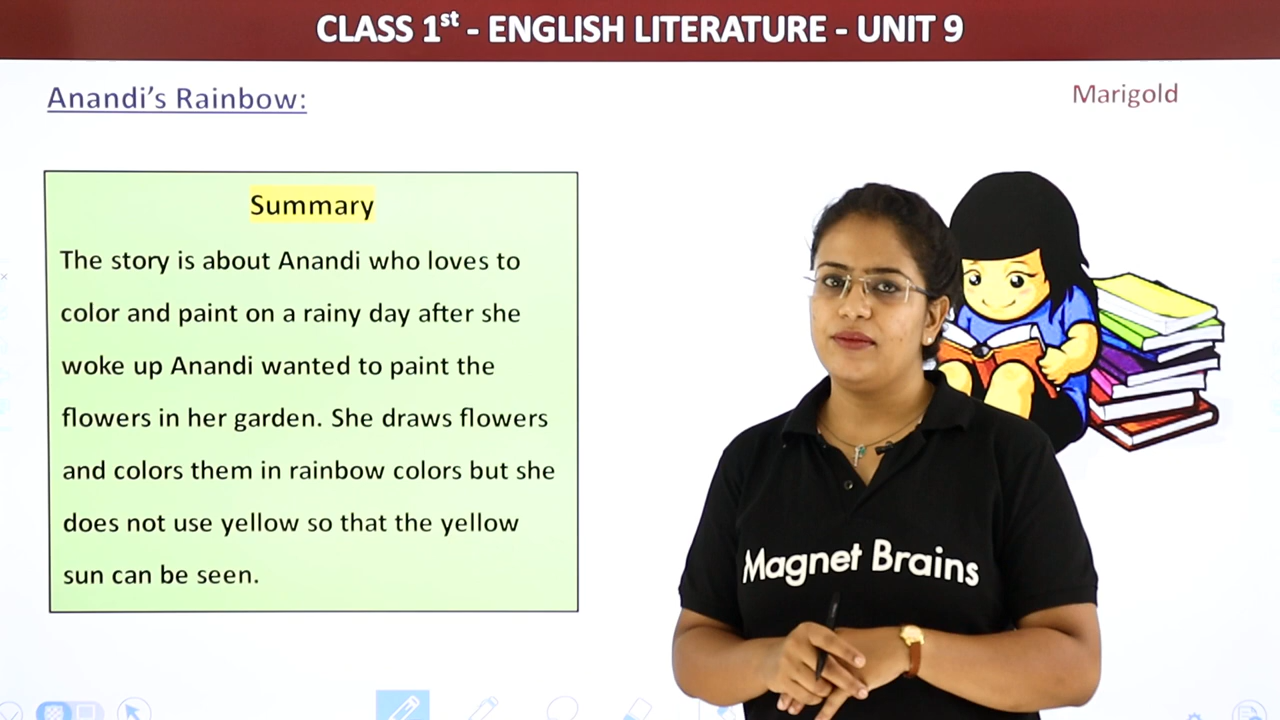 CLASS 1st - ENGLISH LITERATURE - UNIT 9
Anandi's Rainbow:
Marigold
Summary
The story is about Anandi who loves to
color and paint on a rainy day after she
woke up Anandi wanted to paint the
flowers in her garden. She draws flowers
and colors them in rainbow colors but she
does not use yellow so that the yellow
sun can be seen.
Magnet Brains